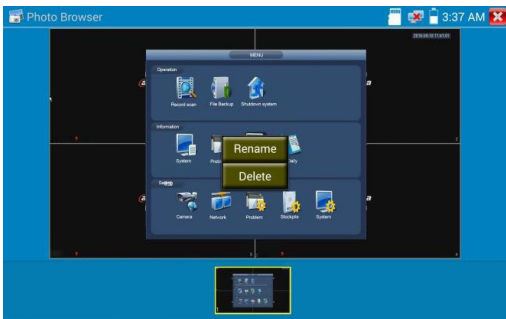 Photo Browser
3:37 AM
MENU
Operation
Record scan
File Backup
Shutdown system
Information
System
Rename
Delete
Setting
Camera
Network
Problem
Stockpile
System